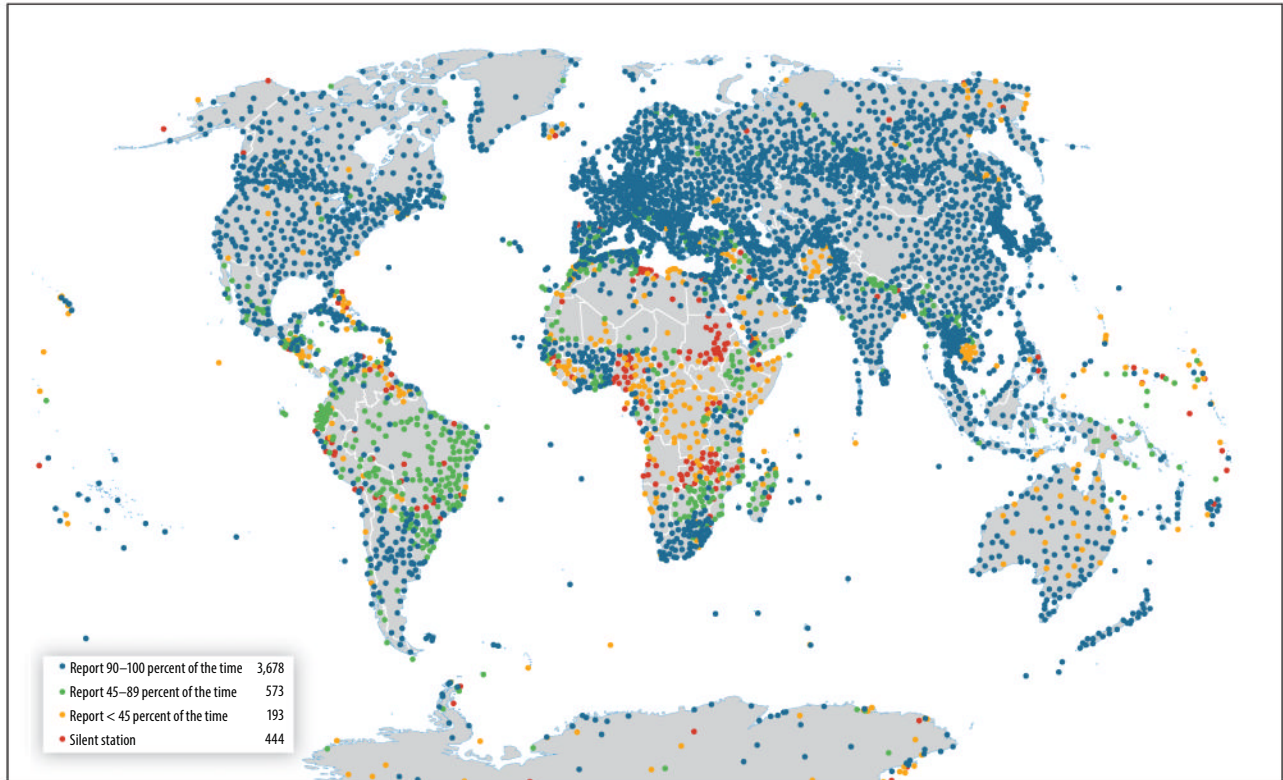 Report 90–100 percent of the time 3,678
Report 45–89 percent of the time 573
Report < 45 percent of the time 193
Silent station 444